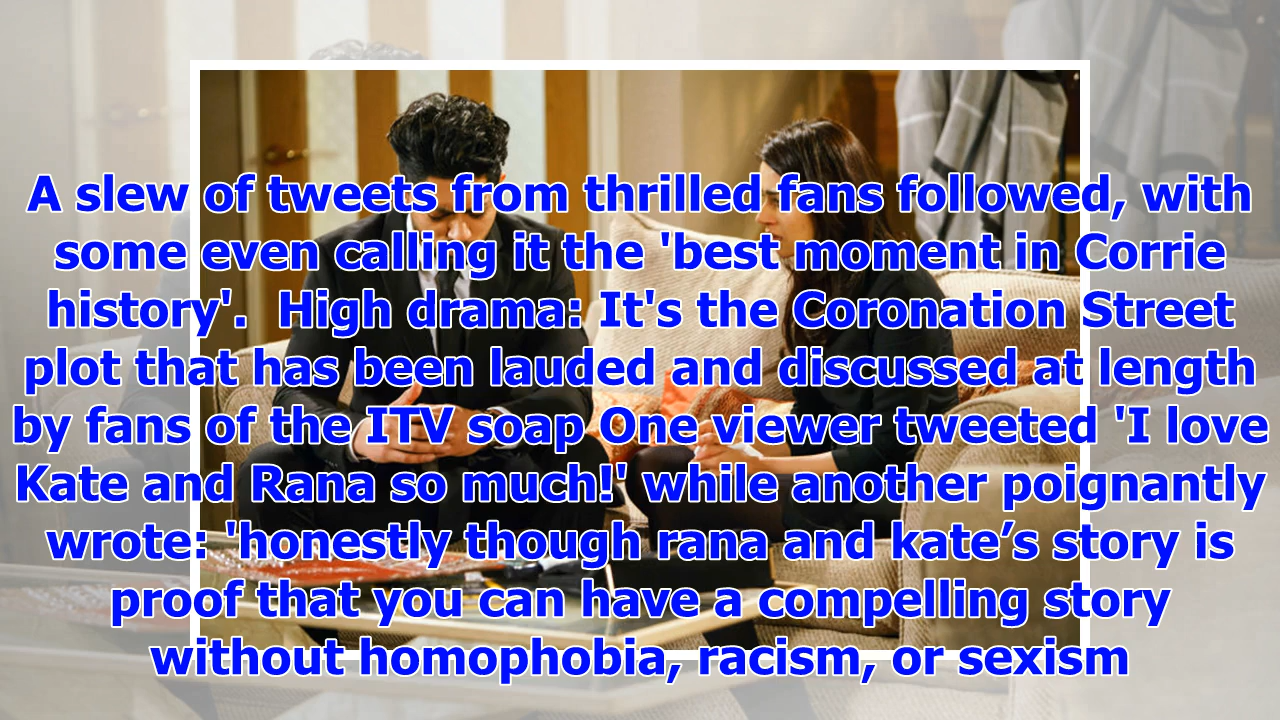 A slew of tweets from thrilled fans followed, with
some even calling it the 'best moment in Corrie
history'.  High drama: It's the Coronation Street
plot that has been lauded and discussed at length
by fans of the ITV soap One viewer tweeted 'I love
Kate and Rana so much!' while another poignantly
wrote: 'honestly though rana and kate’s story is
proof that you can have a compelling story
without homophobia, racism, or sexism